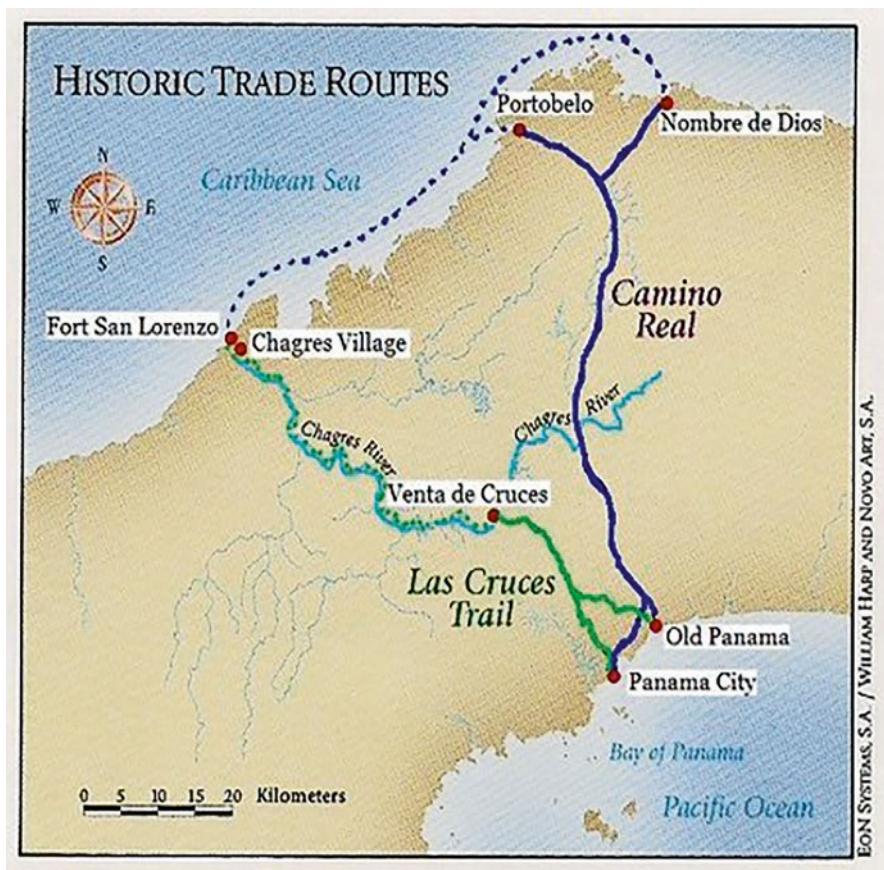 HISTORIC TRADE ROUTES
Portobelo
Nombre de Dios
Caribbean Sea
N
W E
S
Camino
Real
Fort San Lorenzo
Chagres Village
Chagres River
Chagres River
Venta de Cruces
Las Cruces
Trail
Old Panama
Panama City
Bay of Panama
Pacific Ocean
0 5 10 15 20 Kilometers
EON SYSTEMS, S.A. / WILLIAM HARP AND NOVO ART, S.A.